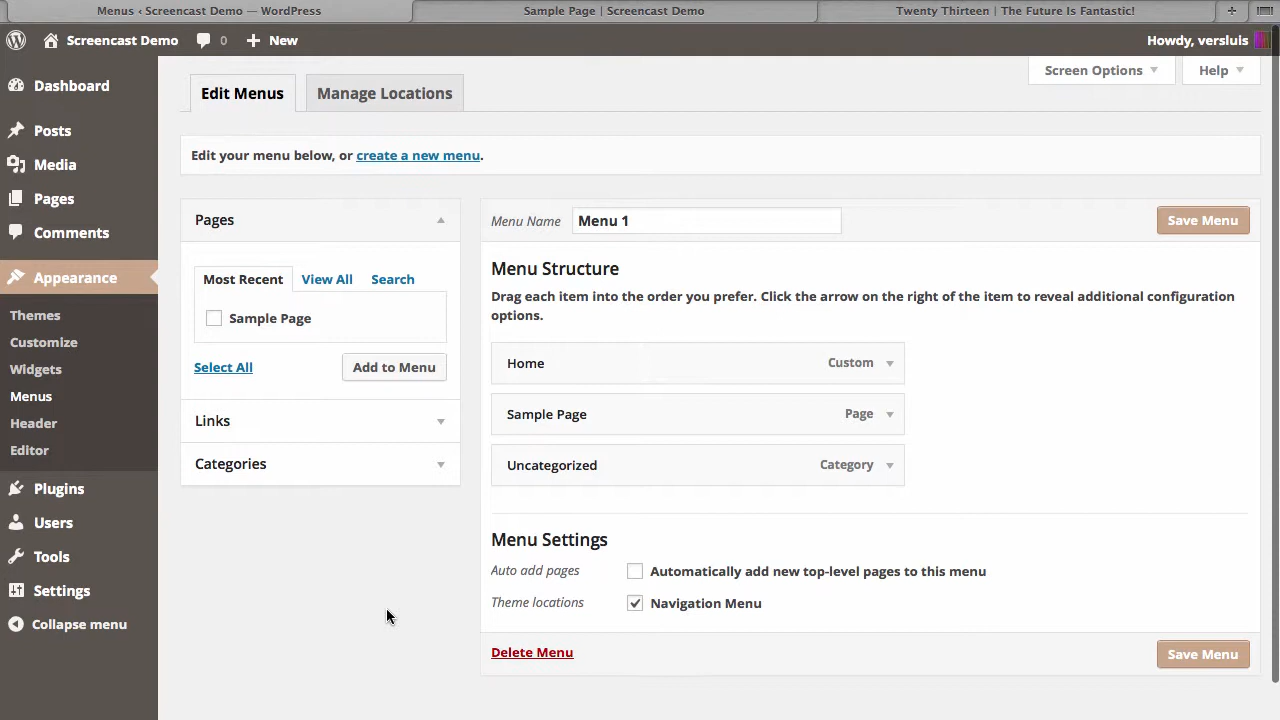 Menus ‹ Screencast Demo — WordPress
Sample Page | Screencast Demo
Twenty Thirteen | The Future Is Fantastic!
Screencast Demo
0
New
Howdy, versluis
Dashboard
Posts
Media
Pages
Comments
Appearance
Themes
Customize
Widgets
Menus
Header
Editor
Plugins
Users
Tools
Settings
Collapse menu
Screen Options
Help
Edit Menus
Manage Locations
Edit your menu below, or create a new menu.
Pages
Most Recent
View All
Search
Sample Page
Select All
Add to Menu
Links
Categories
Menu Name
Menu 1
Save Menu
Menu Structure
Drag each item into the order you prefer. Click the arrow on the right of the item to reveal additional configuration
options.
Home
Custom
Sample Page
Page
Uncategorized
Category
Menu Settings
Auto add pages
Automatically add new top-level pages to this menu
Theme locations
Navigation Menu
Delete Menu
Save Menu